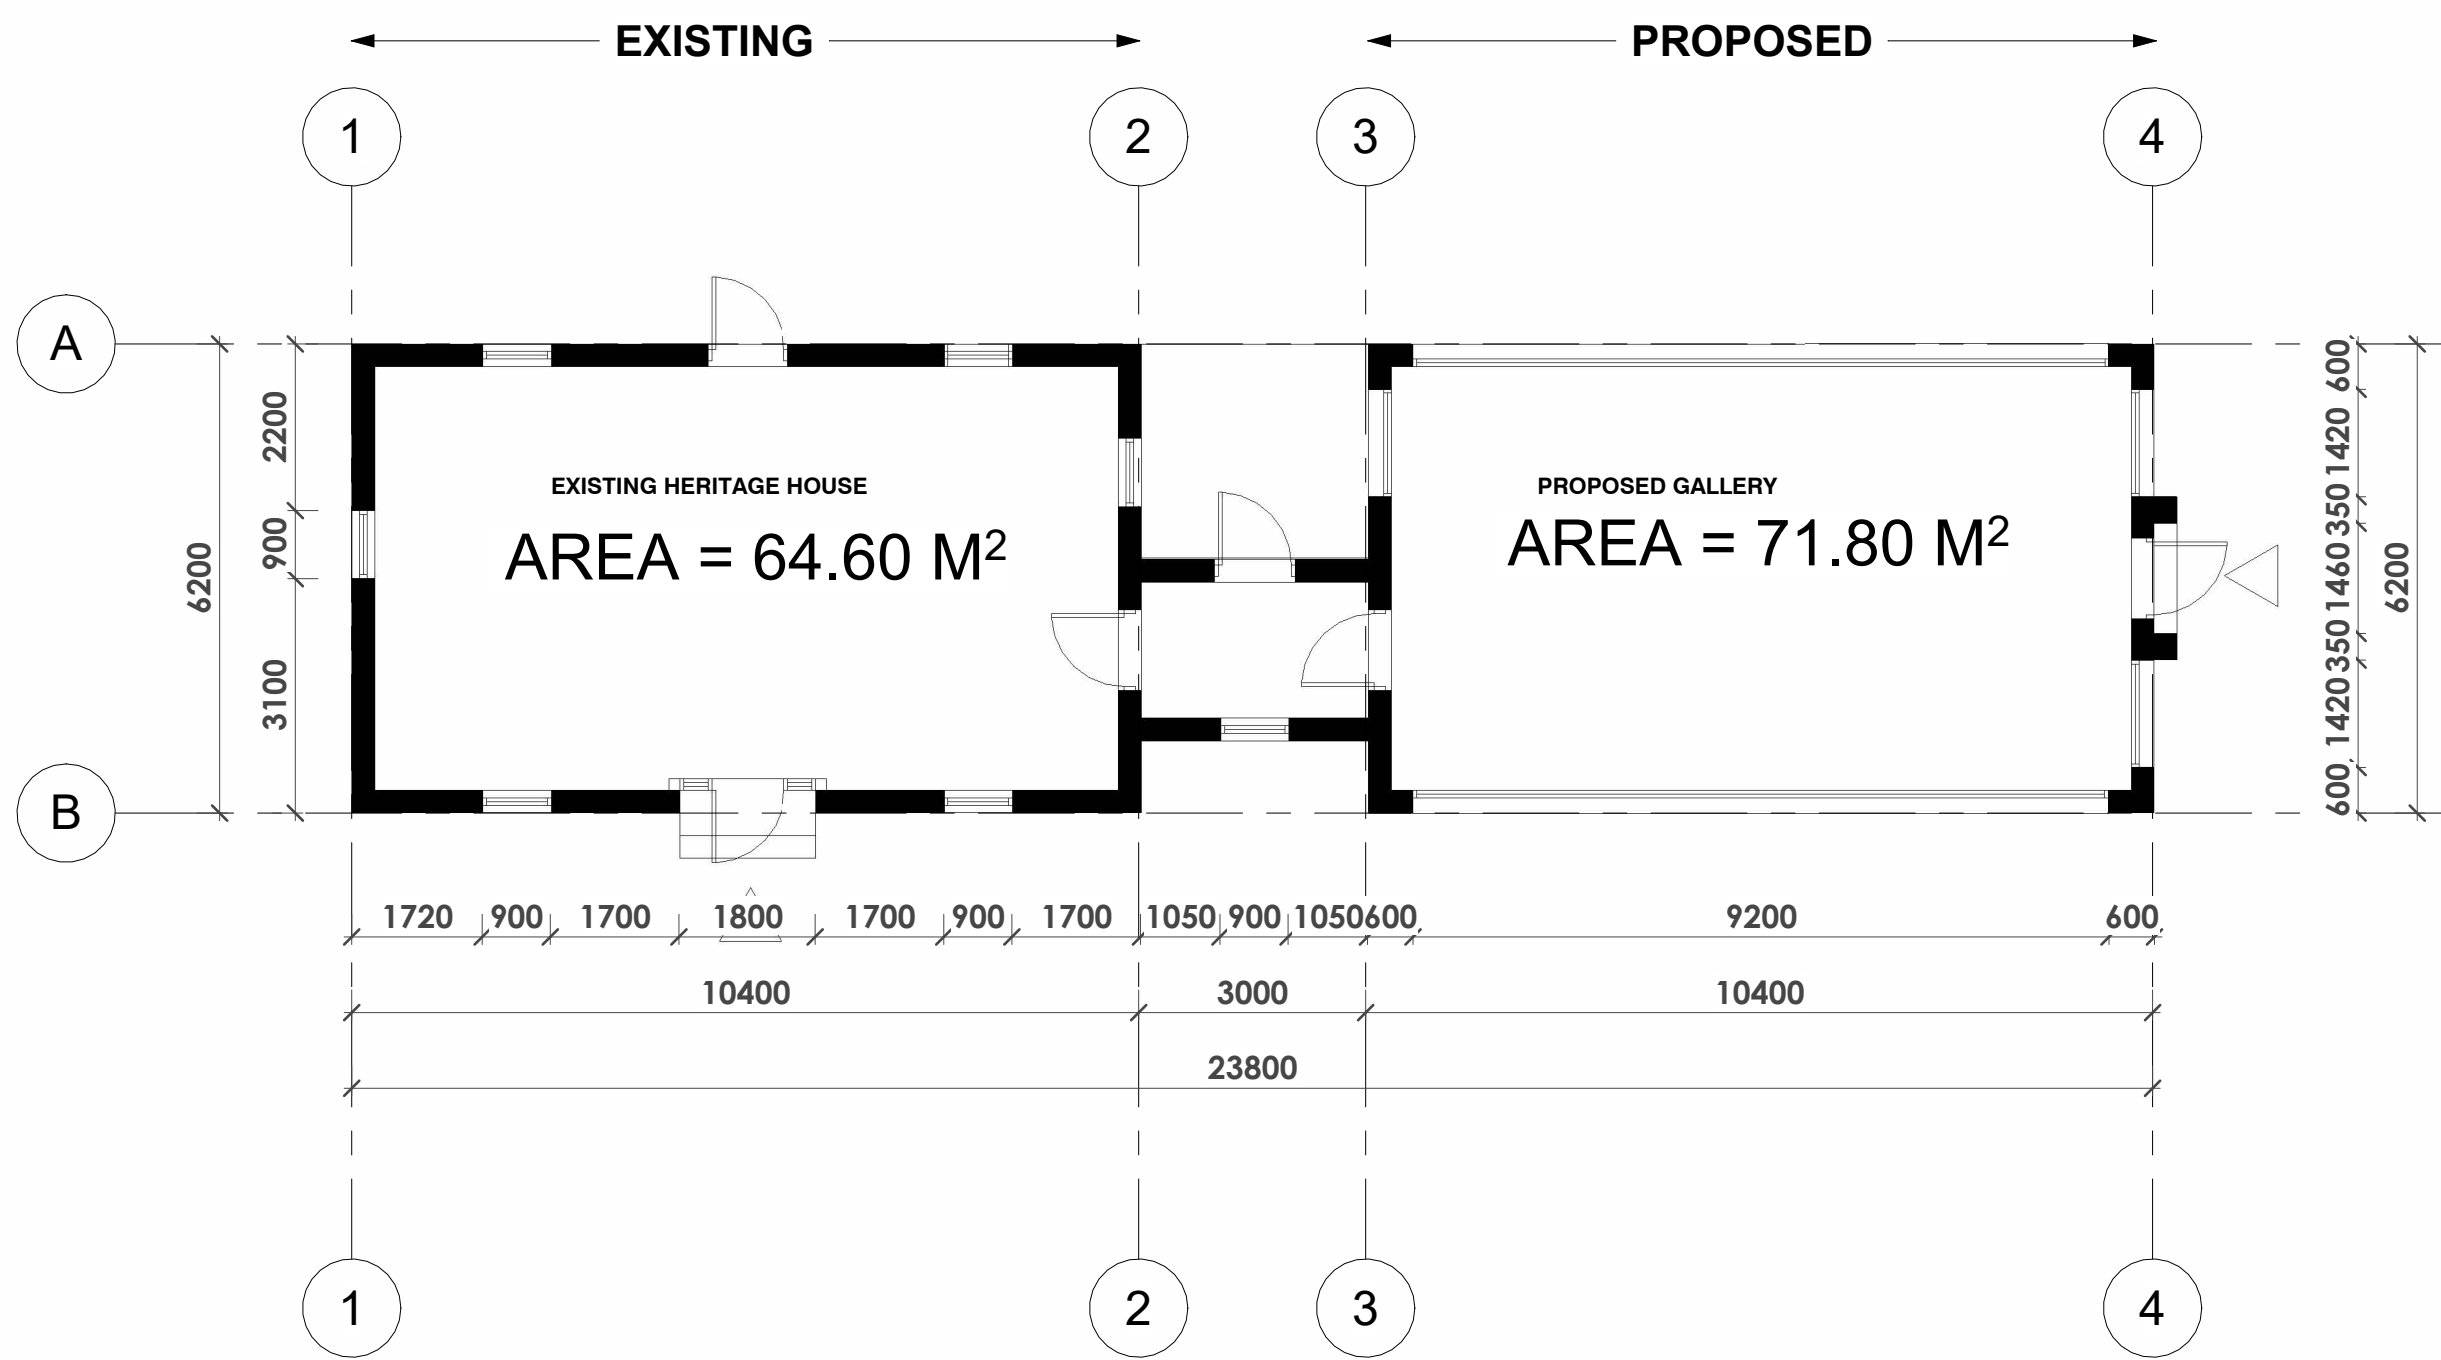 EXISTING
PROPOSED
1
2
3
4
A
B
6200
2200
900
3100
EXISTING HERITAGE HOUSE
AREA = 64.60 M²
PROPOSED GALLERY
AREA = 71.80 M²
600
1420
350
1460
350
1420
600
6200
1720 900 1700 1800 1700 900 1700 1050 900 1050 600 9200 600
10400 3000 10400
23800
1
2
3
4